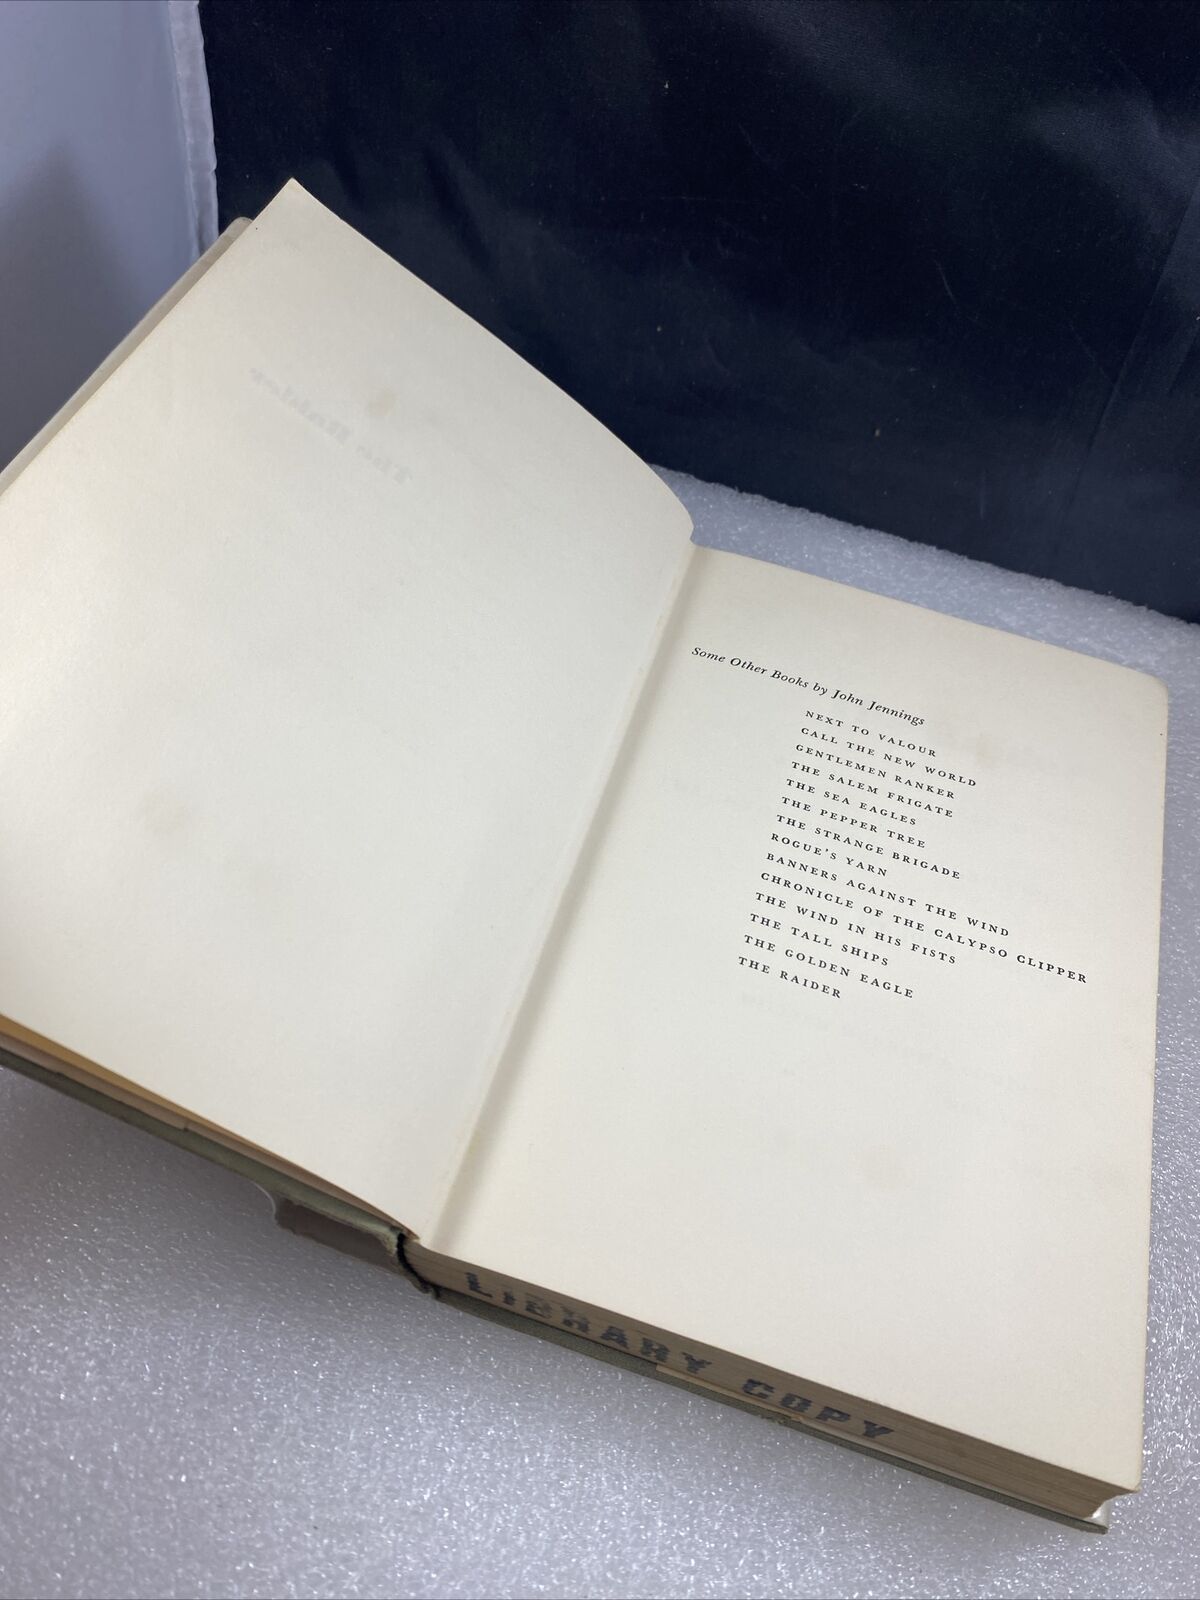 The Raider
Some Other Books by John Jennings
NEXT TO VALOUR
CALL THE NEW WORLD
GENTLEMEN RANKER
THE SALEM FRIGATE
THE SEA EAGLES
THE PEPPER TREE
THE STRANGE BRIGADE
ROGUE'S YARN
BANNERS AGAINST THE WIND
CHRONICLE OF THE CALYPSO CLIPPER
THE WIND IN HIS FISTS
THE TALL SHIPS
THE GOLDEN EAGLE
THE RAIDER
LIBRARY COPY